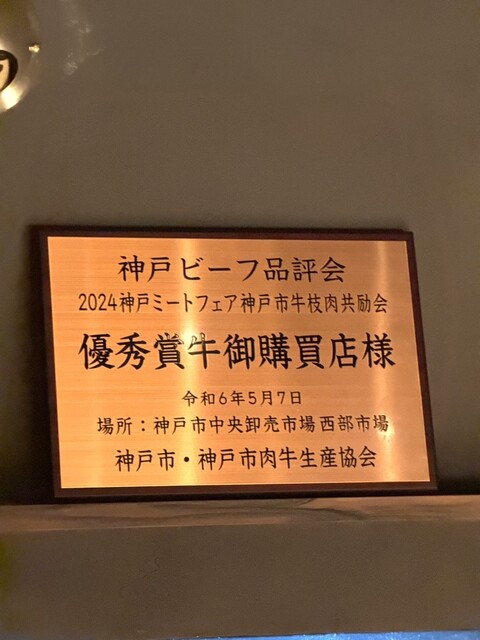 神戸ビーフ品評会
2024神戸ミートフェア神戸市牛枝肉共励会
優秀賞牛御購買店様
令和6年5月7日
場所：神戸市中央卸売市場西部市場
神戸市・神戸市肉牛生産協会